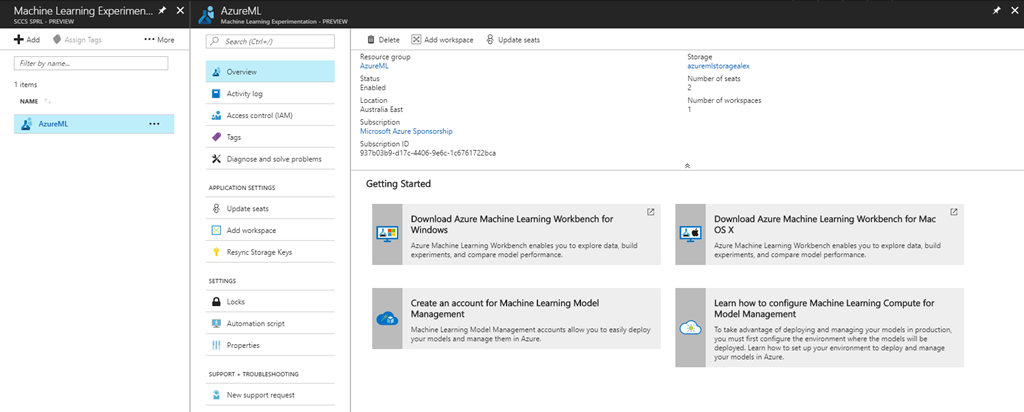 Machine Learning Experimen...
SCCS SPRL - PREVIEW
Add
Assign Tags
More
Filter by name...
1 items
NAME
AzureML
AzureML
Machine Learning Experimentation - PREVIEW
Search (Ctrl+/)
Overview
Activity log
Access control (IAM)
Tags
Diagnose and solve problems
APPLICATION SETTINGS
Update seats
Add workspace
Resync Storage Keys
SETTINGS
Locks
Automation script
Properties
SUPPORT + TROUBLESHOOTING
New support request
Delete
Add workspace
Update seats
Resource group
AzureML
Status
Enabled
Location
Australia East
Subscription
Microsoft Azure Sponsorship
Subscription ID
937b03b9-d17c-4406-9e6c-1c6761722bca
Storage
azuremlstoragealex
Number of seats
2
Number of workspaces
1
Getting Started
Download Azure Machine Learning Workbench for
Windows
Azure Machine Learning Workbench enables you to explore data, build
experiments, and compare model performance.
Download Azure Machine Learning Workbench for Mac
OS X
Azure Machine Learning Workbench enables you to explore data, build
experiments, and compare model performance.
Create an account for Machine Learning Model
Management
Machine Learning Model Management accounts allow you to easily deploy
your models and manage them in Azure.
Learn how to configure Machine Learning Compute for
Model Management
To take advantage of deploying and managing your models in production,
you must first configure the environment where the models will be
deployed. Learn how to set up your environment to deploy and manage
your models in Azure.